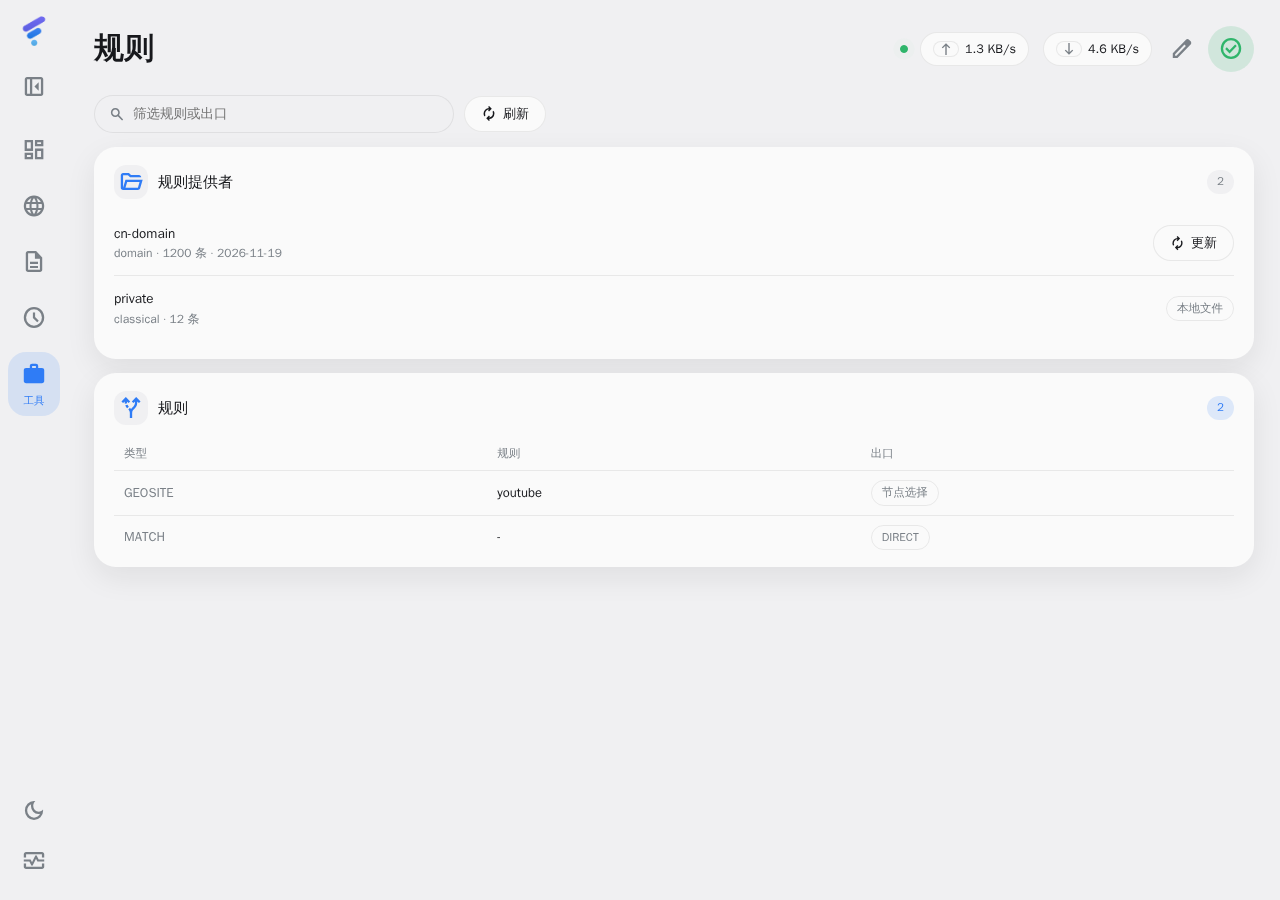 规则
1.3 KB/s
4.6 KB/s
筛选规则或出口
刷新
规则提供者
2
cn-domain
domain · 1200 条 · 2026-11-19
更新
private
classical · 12 条
本地文件
工具
规则
2
类型 规则 出口
GEOSITE youtube 节点选择
MATCH - DIRECT